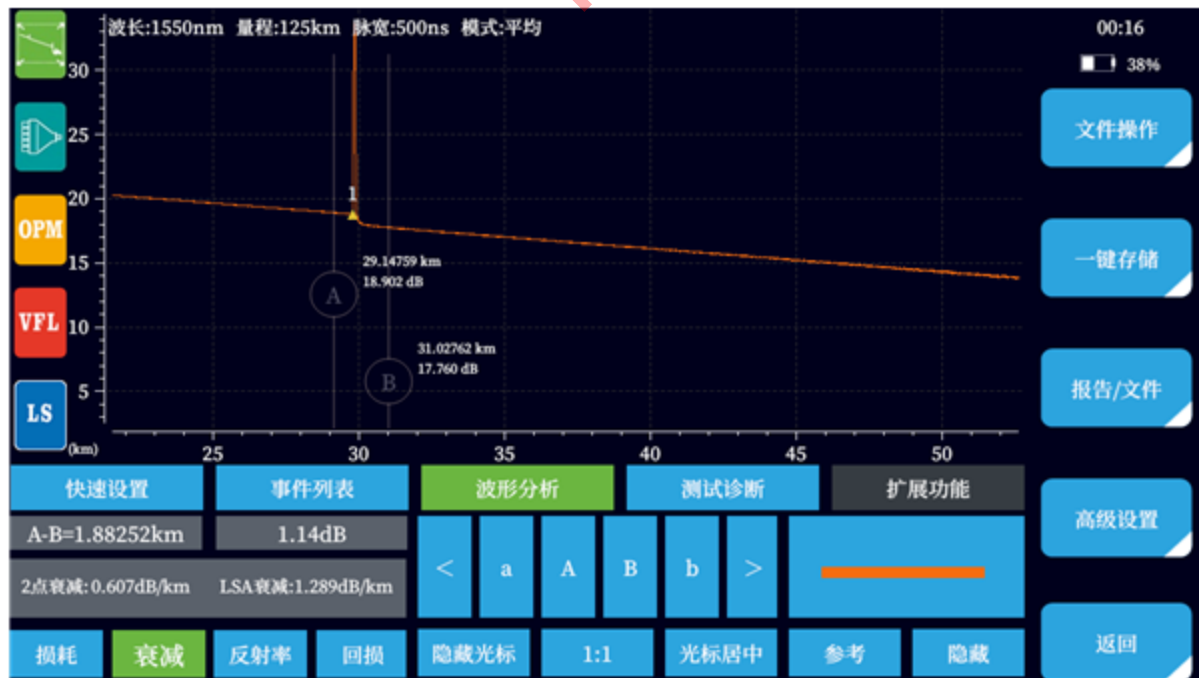 波长:1550nm 量程:125km 脉宽:500ns 模式:平均
00:16
38%
30
25
20
15
10
5
(km)
25
30
35
40
45
50
OPM
VFL
LS
1
29.14759 km
18.902 dB
A
31.02762 km
17.760 dB
B
文件操作
一键存储
报告/文件
高级设置
返回
快速设置
事件列表
波形分析
测试诊断
扩展功能
A-B=1.88252km
1.14dB
2点衰减:0.607dB/km LSA衰减:1.289dB/km
<
a
A
B
b
>
损耗
衰减
反射率
回损
隐藏光标
1:1
光标居中
参考
隐藏